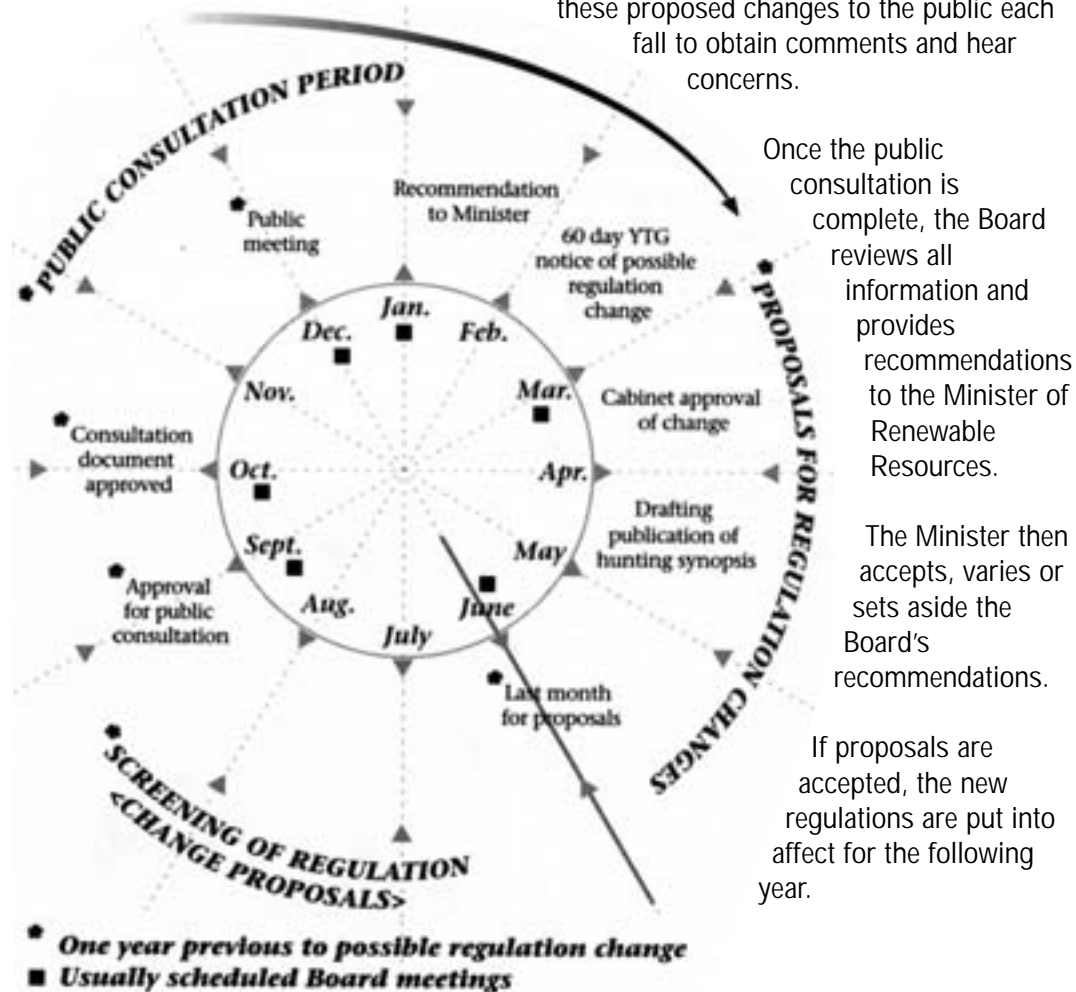 these proposed changes to the public each
fall to obtain comments and hear
concerns.
Once the public
consultation is
complete, the Board
reviews all
information and
provides
recommendations
to the Minister of
Renewable
Resources.
The Minister then
accepts, varies or
sets aside the
Board's
recommendations.
If proposals are
accepted, the new
regulations are put into
affect for the following
year.
PUBLIC CONSULTATION PERIOD
Public
meeting
Recommendation
to Minister
60 day YTG
notice of possible
regulation
change
PROPOSALS FOR REGULATION CHANGES
Cabinet approval
of change
Drafting
publication of
hunting synopsis
Last month
for proposals
SCREENING OF REGULATION
<CHANGE PROPOSALS>
Approval
for public
consultation
Consultation
document
approved
Jan.
Feb.
Mar.
Apr.
May
June
July
Aug.
Sept.
Oct.
Nov.
Dec.
One year previous to possible regulation change
Usually scheduled Board meetings